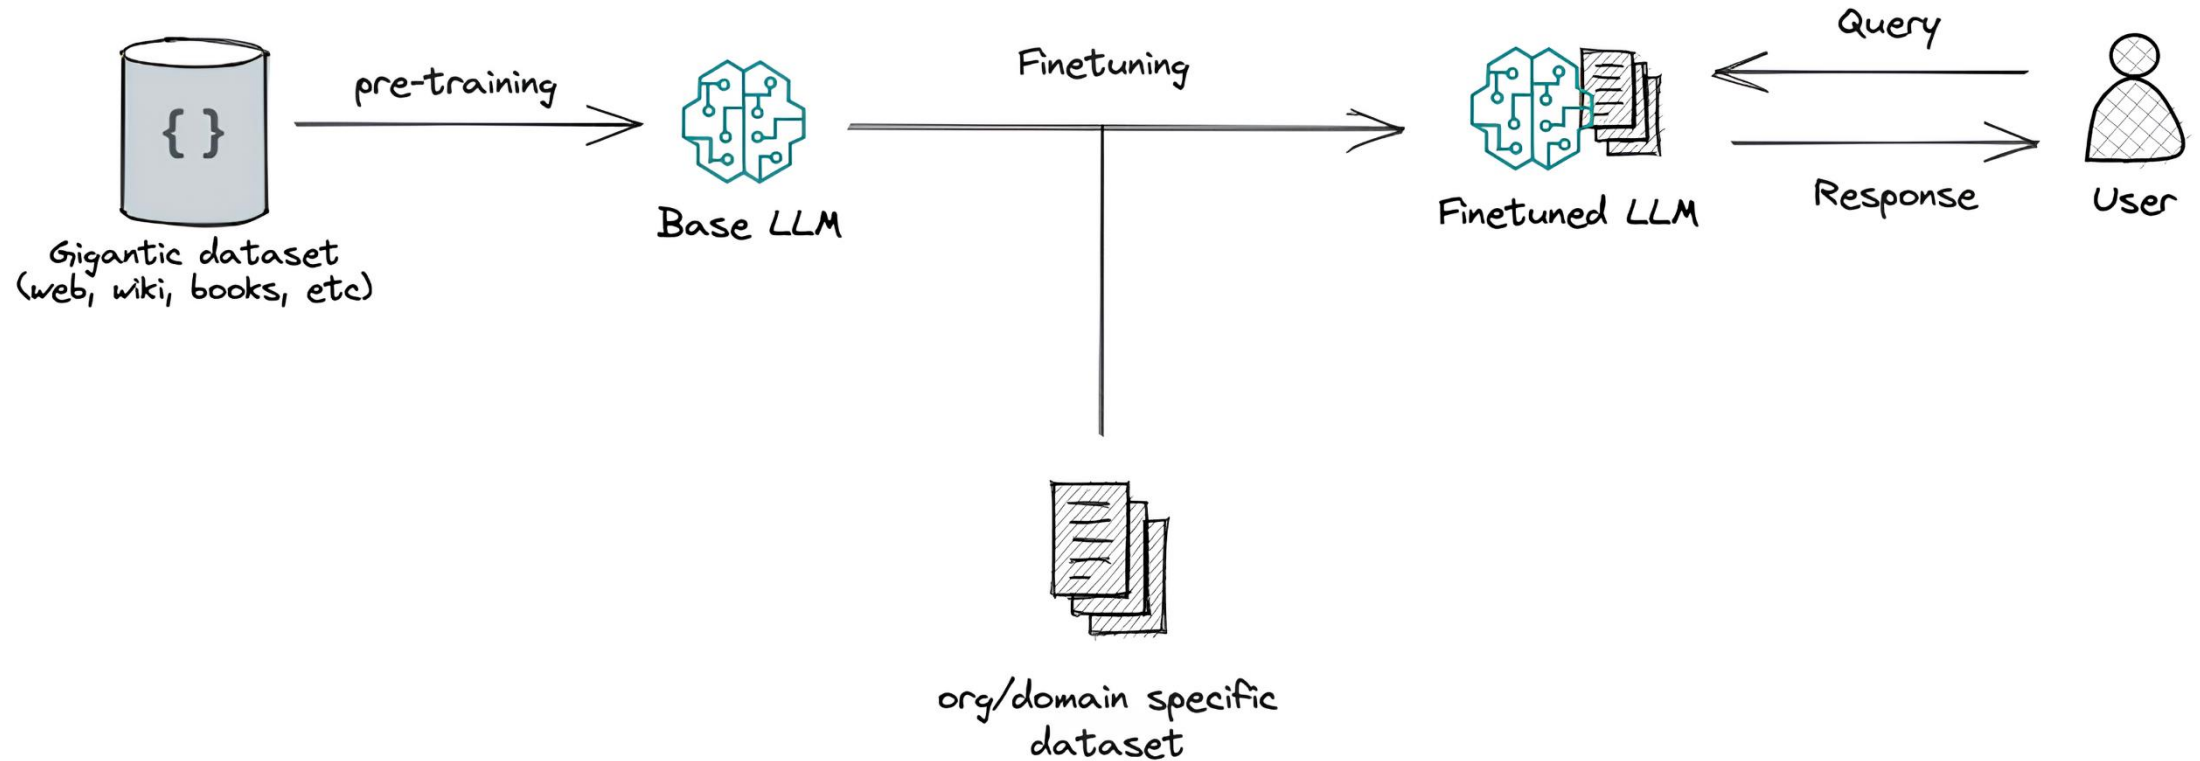 Query
Finetuning
pre-training
{ }
Base LLM
Finetuned LLM
Response
User
Gigantic dataset
(web, wiki, books, etc)
org/domain specific
dataset